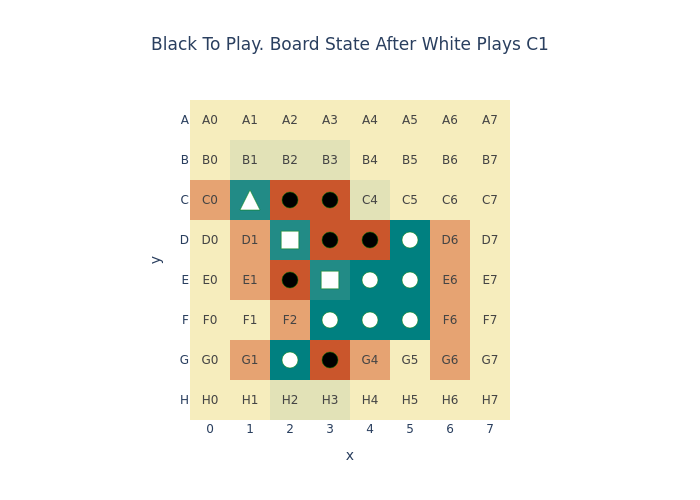 Black To Play. Board State After White Plays C1
A A0 A1 A2 A3 A4 A5 A6 A7
B B0 B1 B2 B3 B4 B5 B6 B7
C C0 C4 C5 C6 C7
D D0 D1 D6 D7
E E0 E1 E6 E7
F F0 F1 F2 F6 F7
G G0 G1 G4 G5 G6 G7
H H0 H1 H2 H3 H4 H5 H6 H7
0 1 2 3 4 5 6 7
x
y